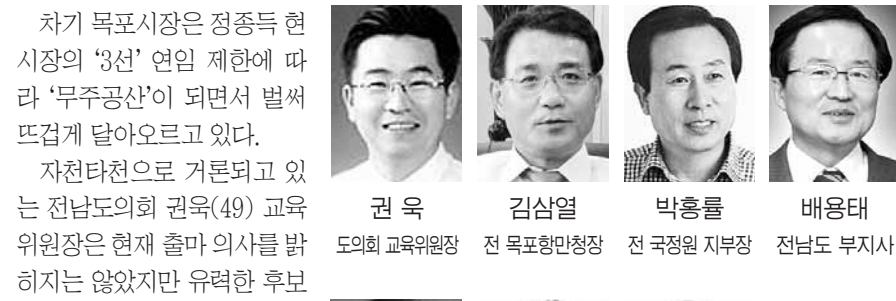 차기 목포시장은 정종득 현
시장의 ‘3선’ 연임 제한에 따
라 ‘무주공산’이 되면서 벌써
뜨겁게 달아오르고 있다.
자천타천으로 거론되고 있
는 전남도의회 권욱(49) 교육
위원장은 현재 출마 의사를 밝
히지는 않았지만 유력한 후보
권 욱
도의회 교육위원장
김삼열
전 목포항만청장
박홍률
전 국정원 지부장
배용태
전남도 부지사